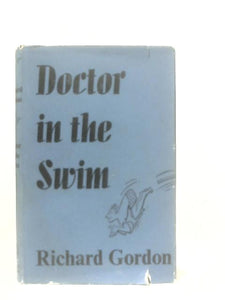 Doctor
in the
Swim
Richard Gordon